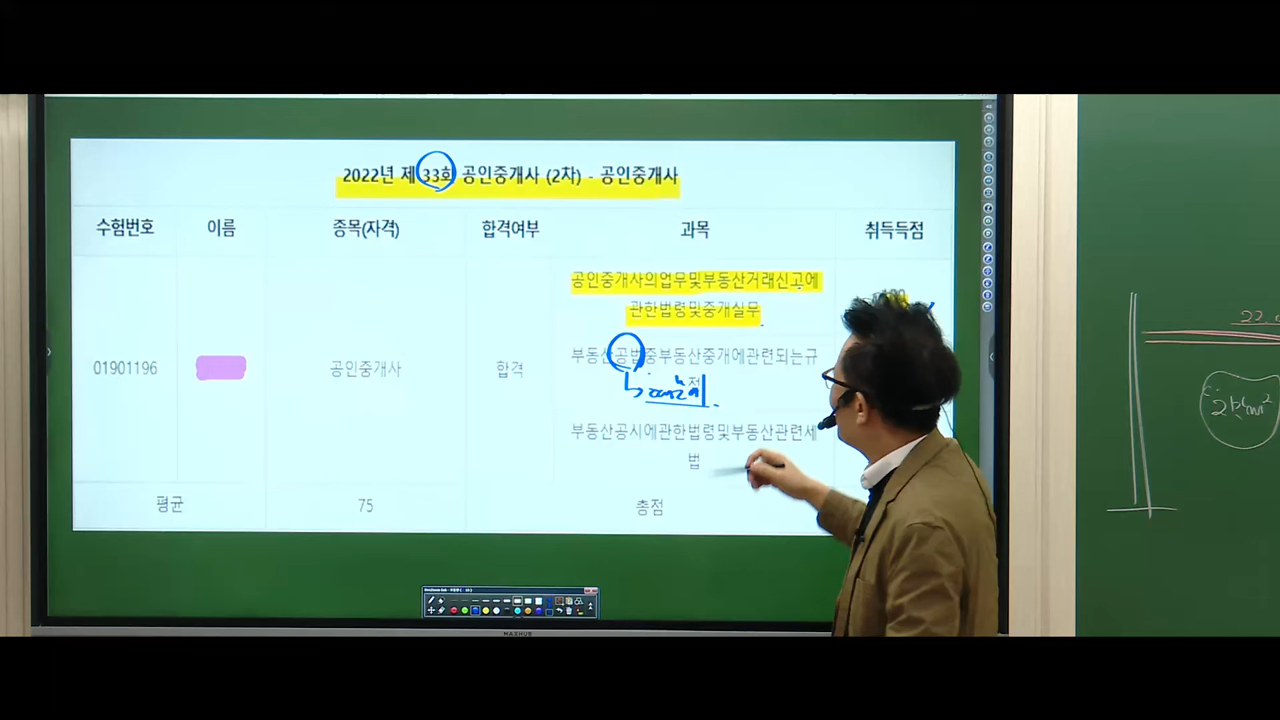 2022년 제 33회 공인중개사 (2차) - 공인중개사
수험번호 이름 종목(자격) 합격여부 과목 취득득점
공인중개사의업무및부동산거래신고에
관한법령및중개실무
부동산공법중부동산중개에관련되는규
정
01901196 공인중개사 합격
부동산공시에관한법령및부동산관련세
법
평균 75 총점
MAXHUB